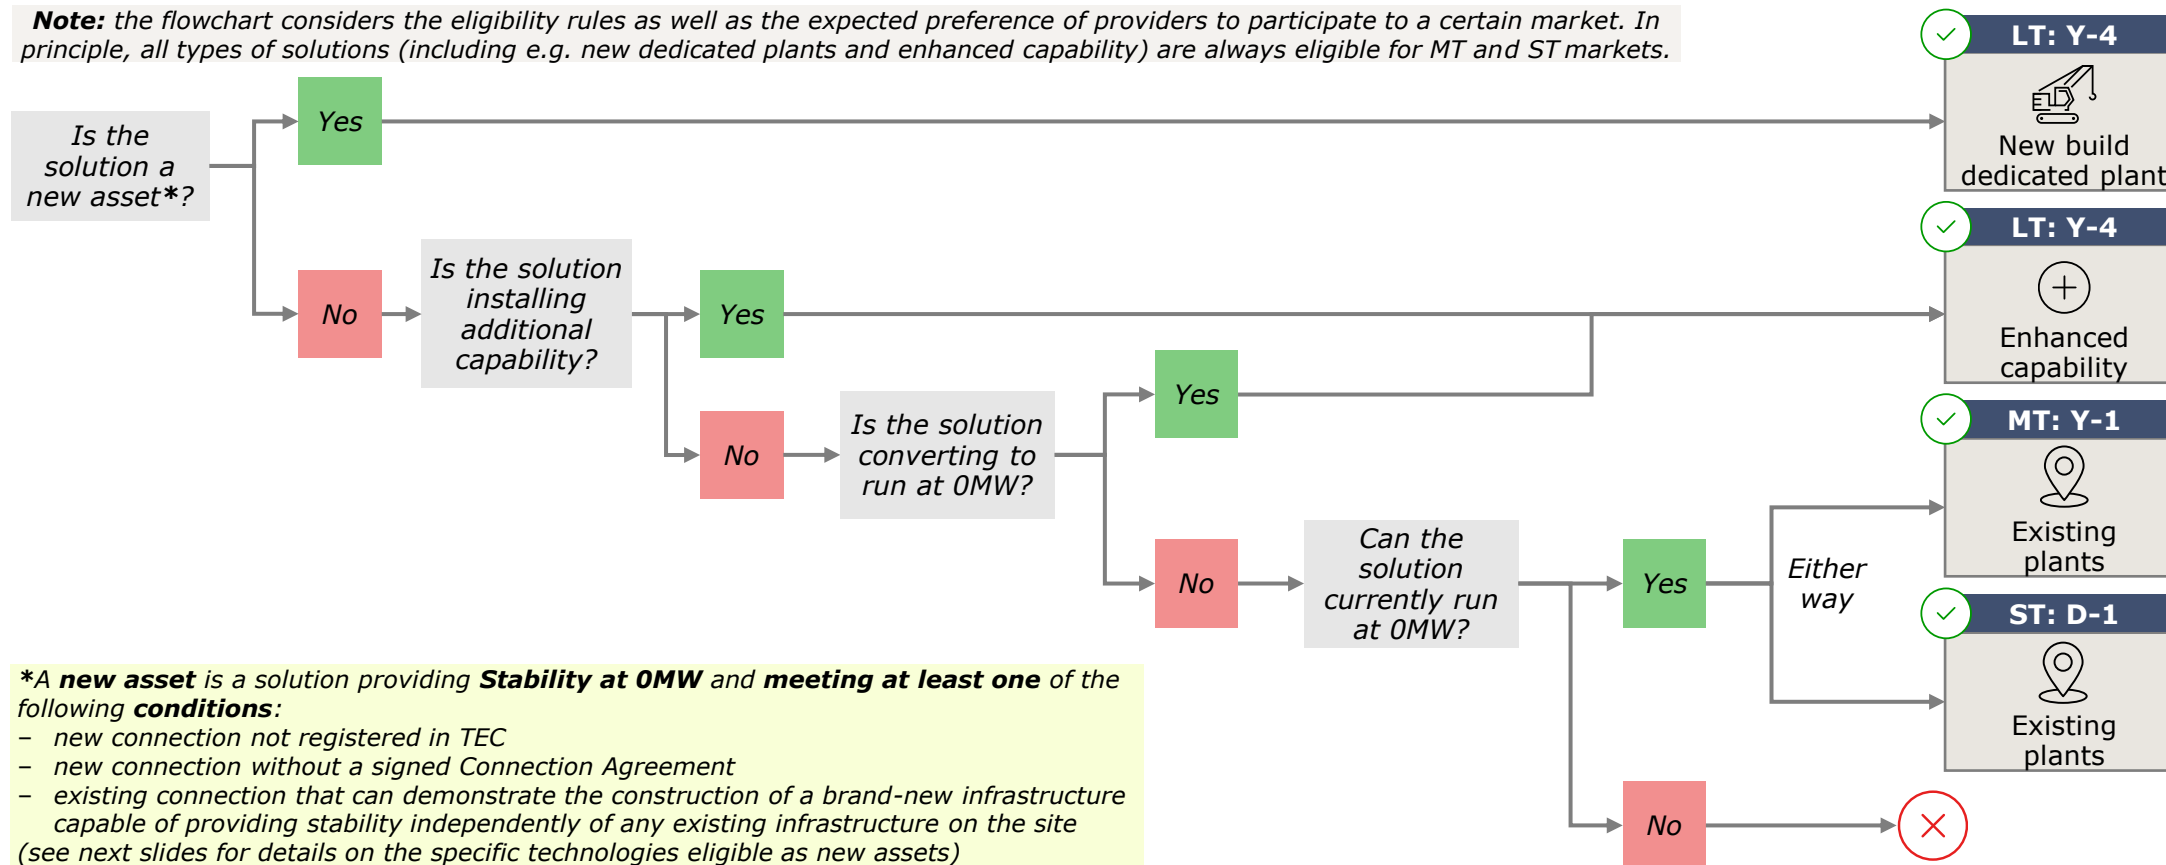 Note: the flowchart considers the eligibility rules as well as the expected preference of providers to participate to a certain market. In
principle, all types of solutions (including e.g. new dedicated plants and enhanced capability) are always eligible for MT and ST markets.
Is the
solution a
new asset*?
Yes
LT: Y-4
New build
dedicated plant
No
Is the solution
installing
additional
capability?
Yes
LT: Y-4
Enhanced
capability
No
Is the solution
converting to
run at 0MW?
Yes
No
Can the
solution
currently run
at 0MW?
Yes
Either
way
MT: Y-1
Existing
plants
ST: D-1
Existing
plants
No
*A new asset is a solution providing Stability at 0MW and meeting at least one of the
following conditions:
– new connection not registered in TEC
– new connection without a signed Connection Agreement
– existing connection that can demonstrate the construction of a brand-new infrastructure
capable of providing stability independently of any existing infrastructure on the site
(see next slides for details on the specific technologies eligible as new assets)